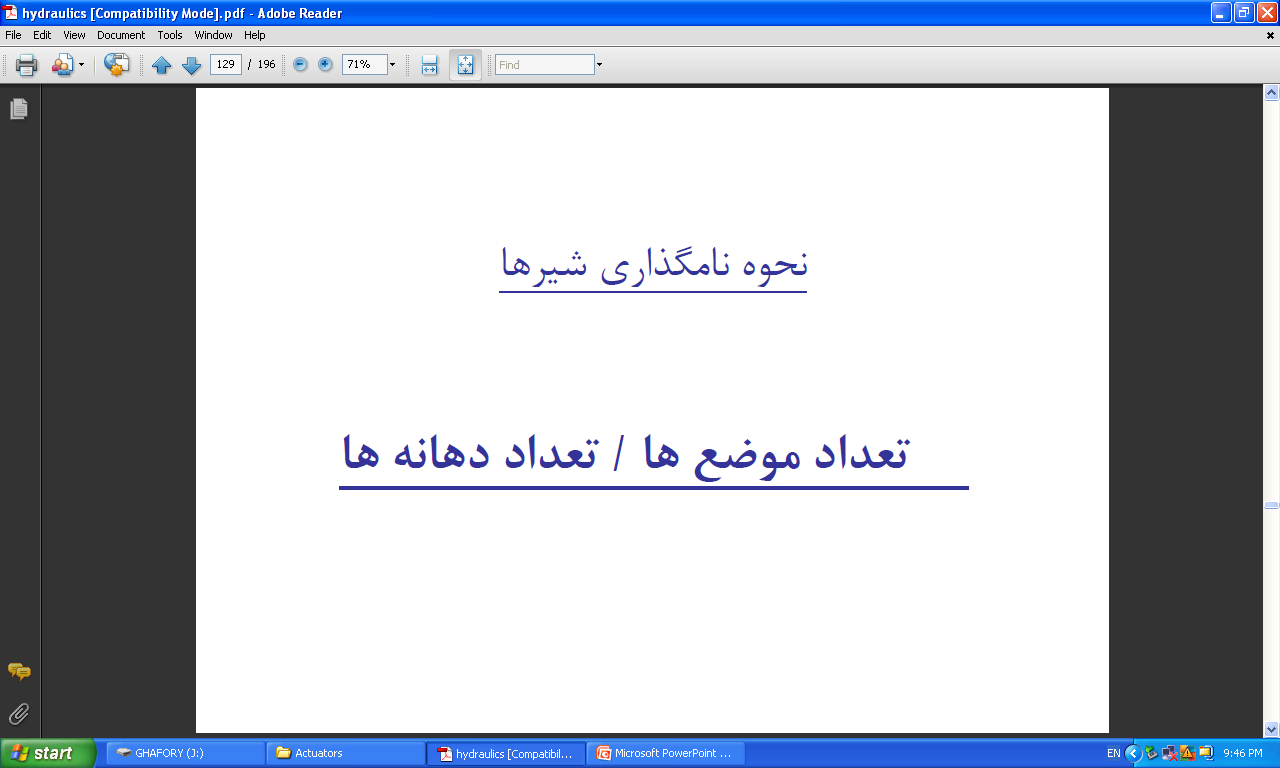 hydraulics [Compatibility Mode].pdf - Adobe Reader
File Edit View Document Tools Window Help
129 / 196 71% Find
نحوه نامگذاری شیرها
تعداد موضع ها / تعداد دهانه ها
start GHAFORY (J:) Actuators hydraulics [Compatibil... Microsoft PowerPoint ... EN 9:46 PM